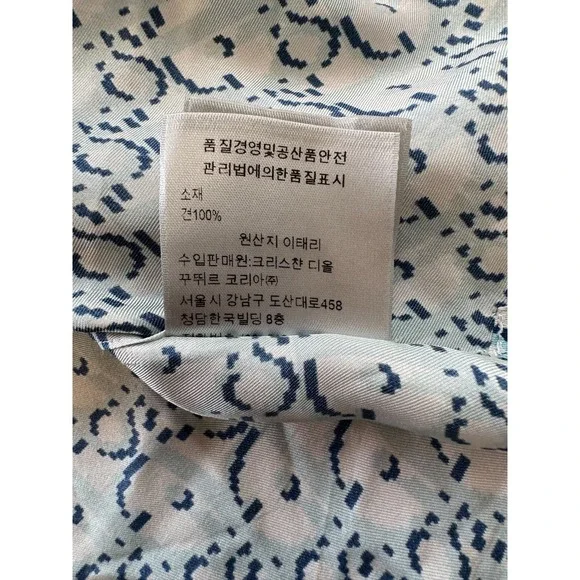 품질경영및공산품안전
관리법에의한품질표시
소재
견100%
원산지 이태리
수입판매원:크리스챤 디올
꾸뛰르 코리아㈜
서울시 강남구 도산대로458
청담한국빌딩 8층